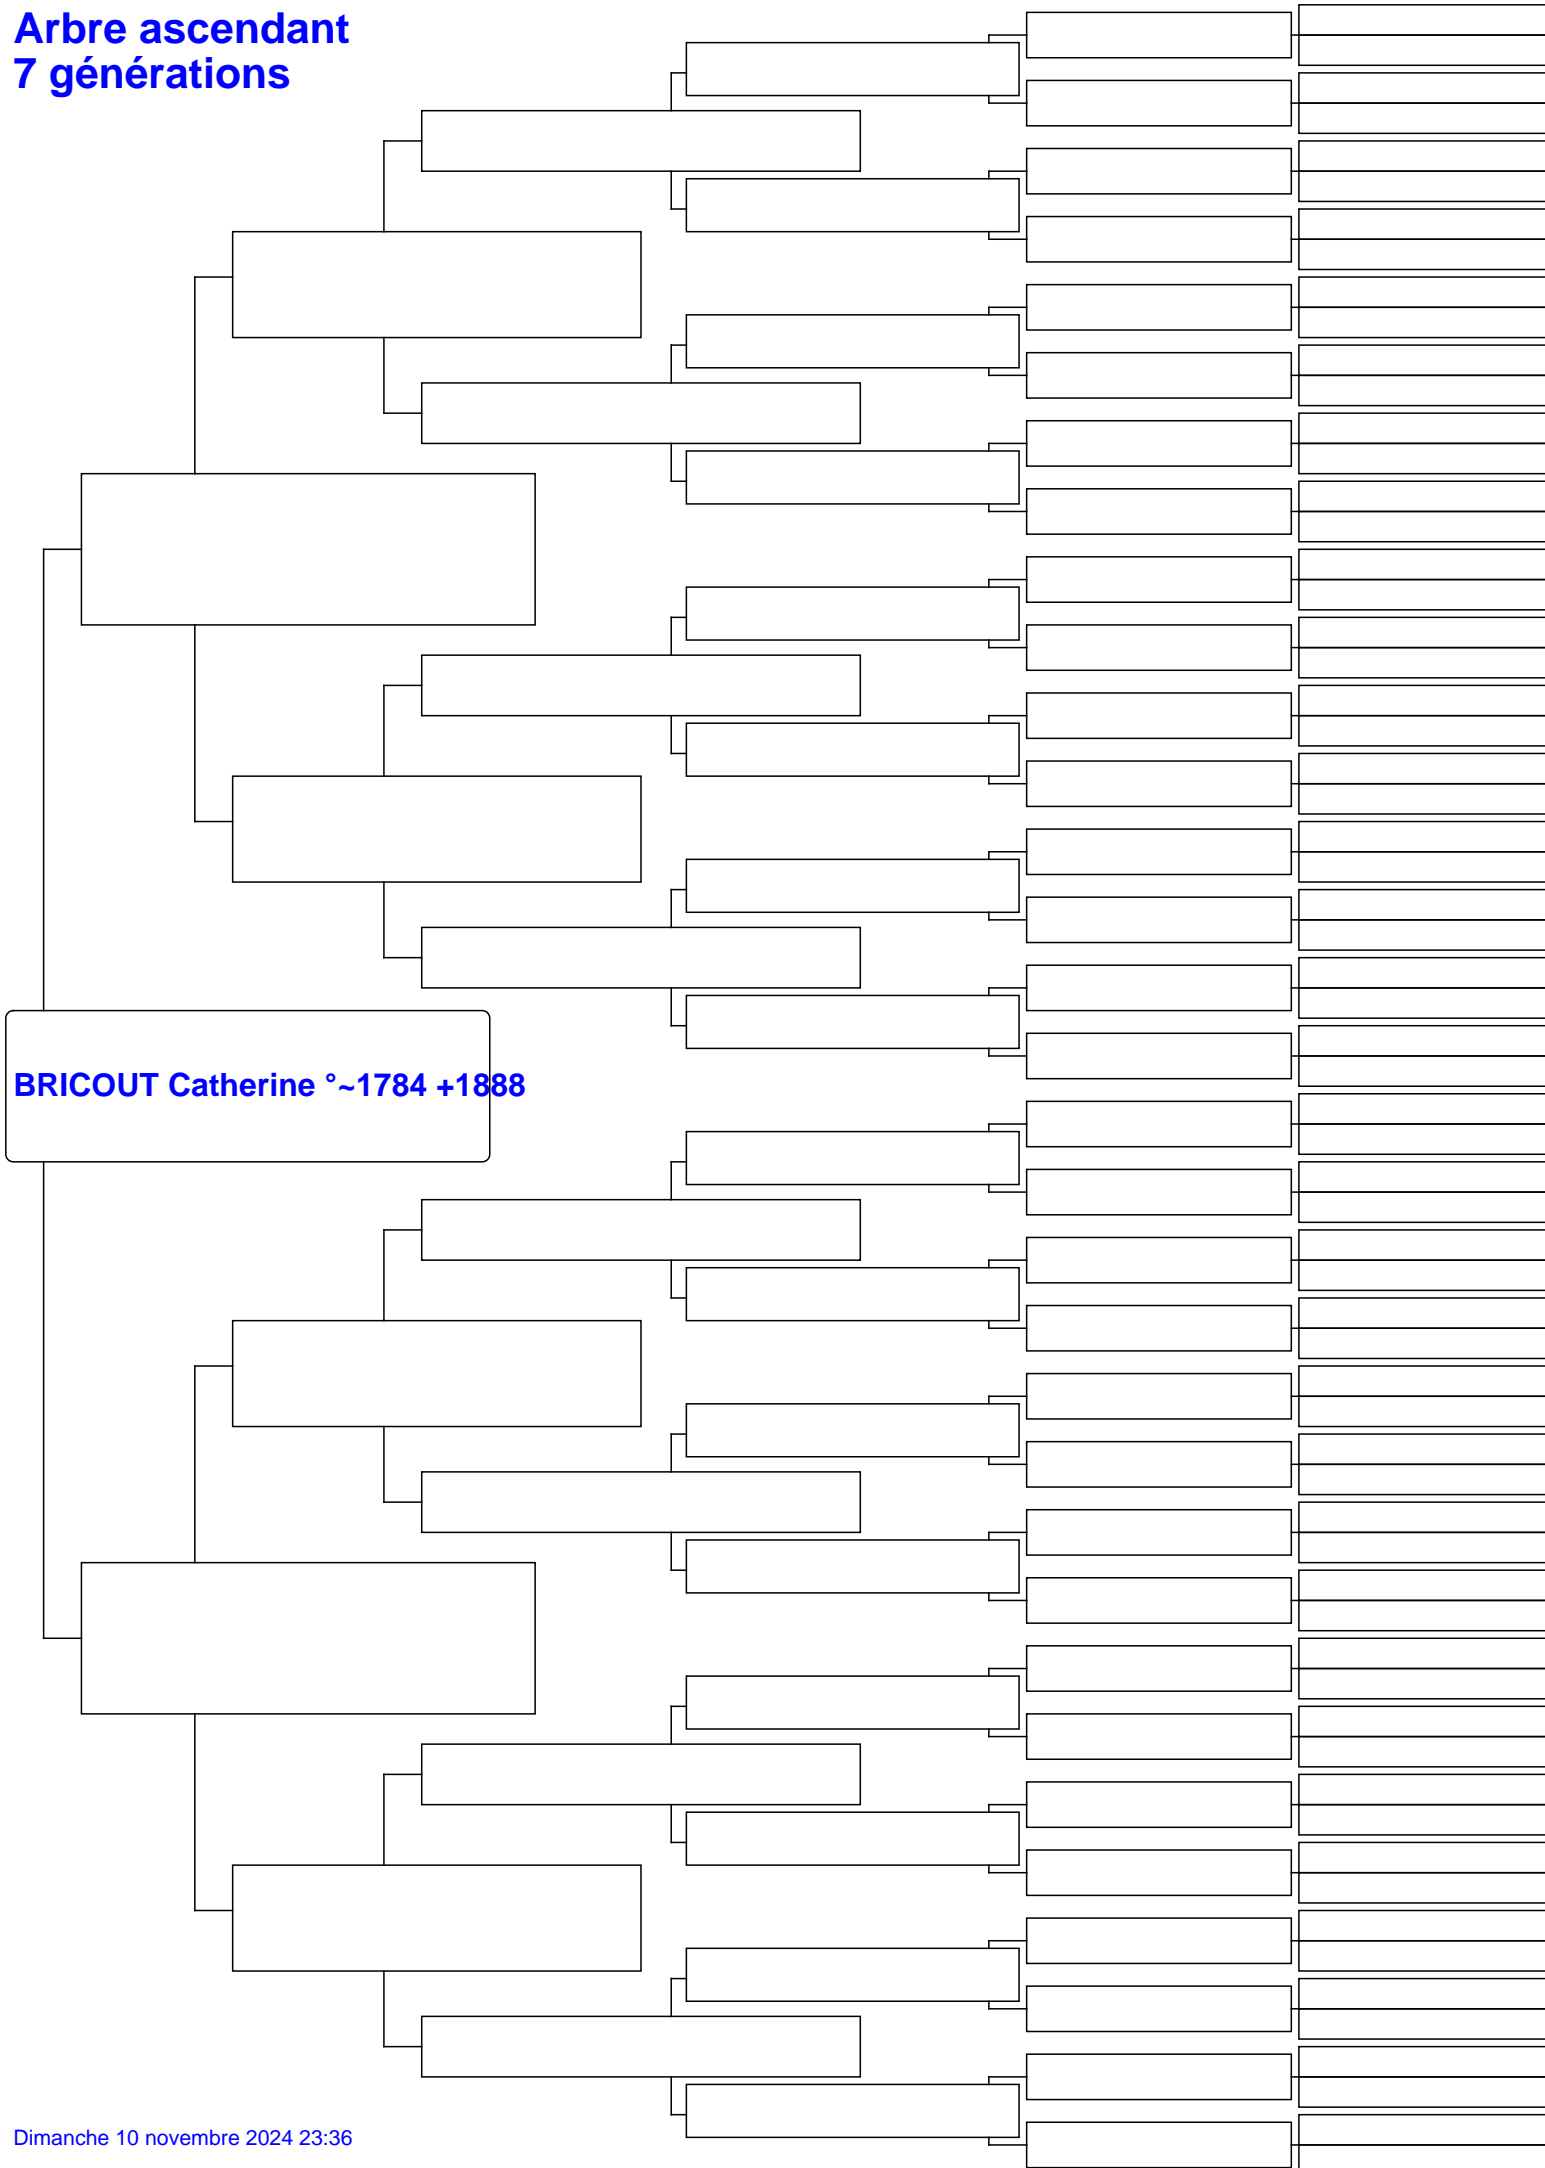 Arbre ascendant
7 générations
BRICOUT Catherine °~1784 +1888
Dimanche 10 novembre 2024 23:36